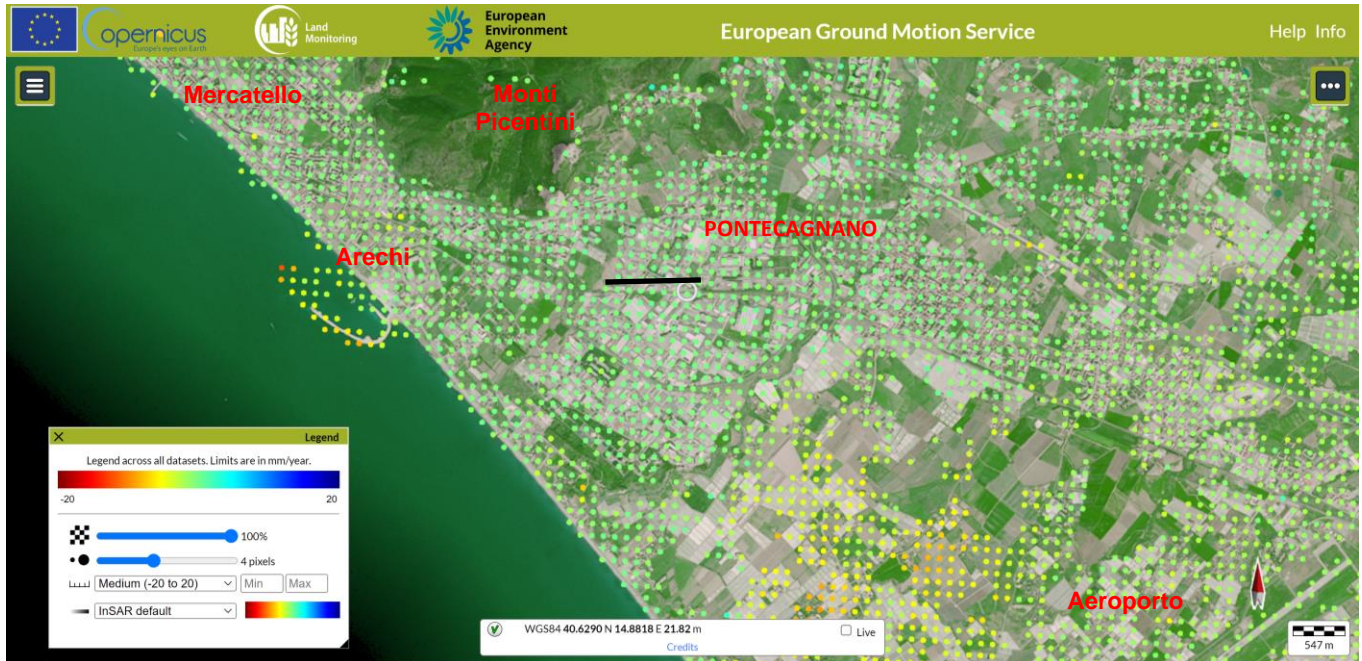 Copernicus
Europe's eyes on Earth
Land
Monitoring
European
Environment
Agency
European Ground Motion Service
Help Info
Mercatello
Monti
Picentini
PONTECAGNANO
Arechi
Legend
Legend across all datasets. Limits are in mm/year.
-20 20
100%
4 pixels
Medium (-20 to 20) Min Max
InSAR default
Aeroporto
WGS84 40.6290 N 14.8818 E 21.82 m Live
Credits
547 m